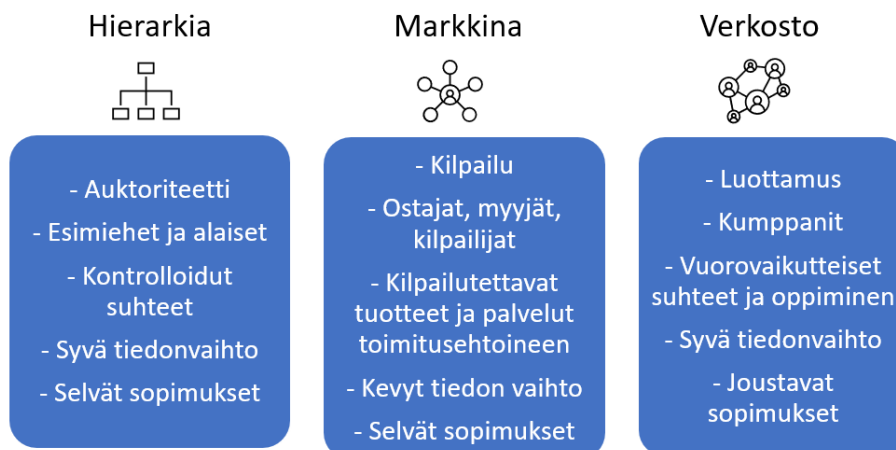 Hierarkia
- Auktoriteetti
- Esimiehet ja alaiset
- Kontrolloidut
suhteet
- Syvä tiedonvaihto
- Selvät sopimukset
Markkina
- Kilpailu
- Ostajat, myyjät,
kilpailijat
- Kilpailutettavat
tuotteet ja palvelut
toimitusehtoineen
- Kevyt tiedon vaihto
- Selvät sopimukset
Verkosto
- Luottamus
- Kumppanit
- Vuorovaikutteiset
suhteet ja oppiminen
- Syvä tiedonvaihto
- Joustavat
sopimukset